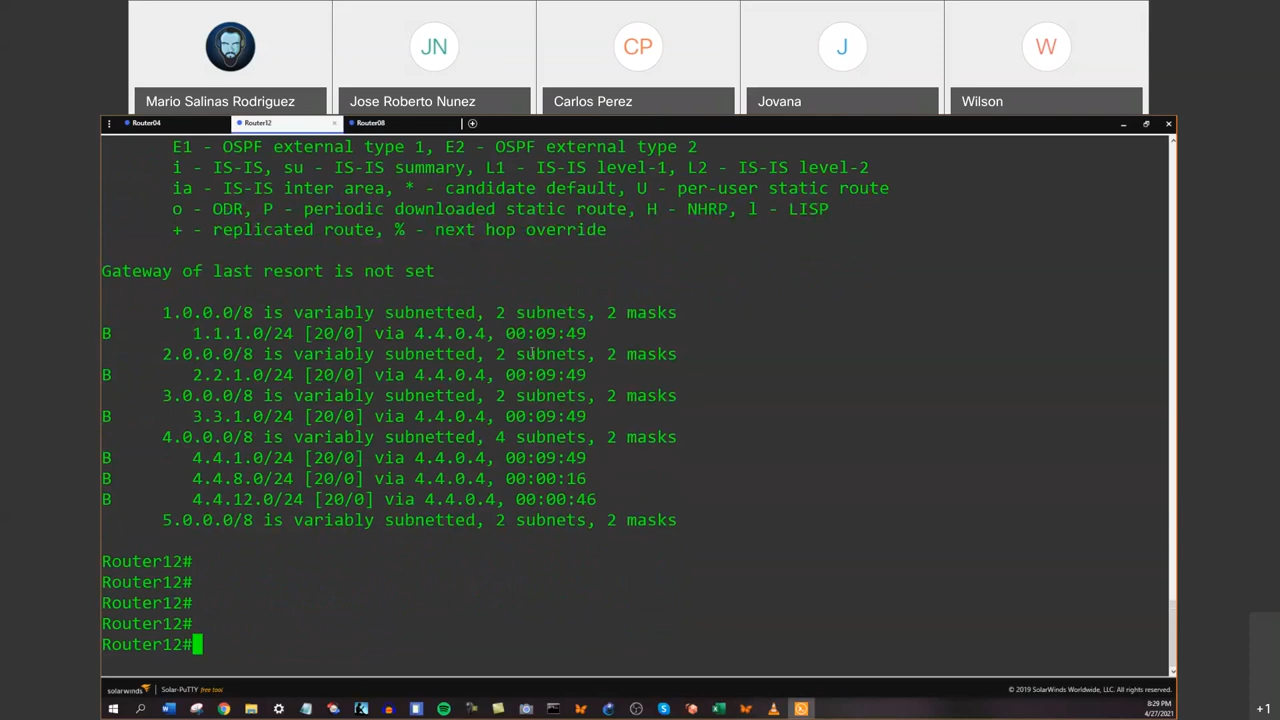 JN
CP
J
W
Mario Salinas Rodriguez
Jose Roberto Nunez
Carlos Perez
Jovana
Wilson
Router04
Router12
Router08
E1 - OSPF external type 1, E2 - OSPF external type 2
i - IS-IS, su - IS-IS summary, L1 - IS-IS level-1, L2 - IS-IS level-2
ia - IS-IS inter area, * - candidate default, U - per-user static route
o - ODR, P - periodic downloaded static route, H - NHRP, l - LISP
+ - replicated route, % - next hop override
Gateway of last resort is not set
1.0.0.0/8 is variably subnetted, 2 subnets, 2 masks
B 1.1.1.0/24 [20/0] via 4.4.0.4, 00:09:49
2.0.0.0/8 is variably subnetted, 2 subnets, 2 masks
B 2.2.1.0/24 [20/0] via 4.4.0.4, 00:09:49
3.0.0.0/8 is variably subnetted, 2 subnets, 2 masks
B 3.3.1.0/24 [20/0] via 4.4.0.4, 00:09:49
4.0.0.0/8 is variably subnetted, 4 subnets, 2 masks
B 4.4.1.0/24 [20/0] via 4.4.0.4, 00:09:49
B 4.4.8.0/24 [20/0] via 4.4.0.4, 00:00:16
B 4.4.12.0/24 [20/0] via 4.4.0.4, 00:00:46
5.0.0.0/8 is variably subnetted, 2 subnets, 2 masks
Router12#
Router12#
Router12#
Router12#
Router12#
solarwinds Solar-PuTTY free tool
© 2019 SolarWinds Worldwide, LLC. All rights reserved.
8:29 PM
4/27/2021
+1